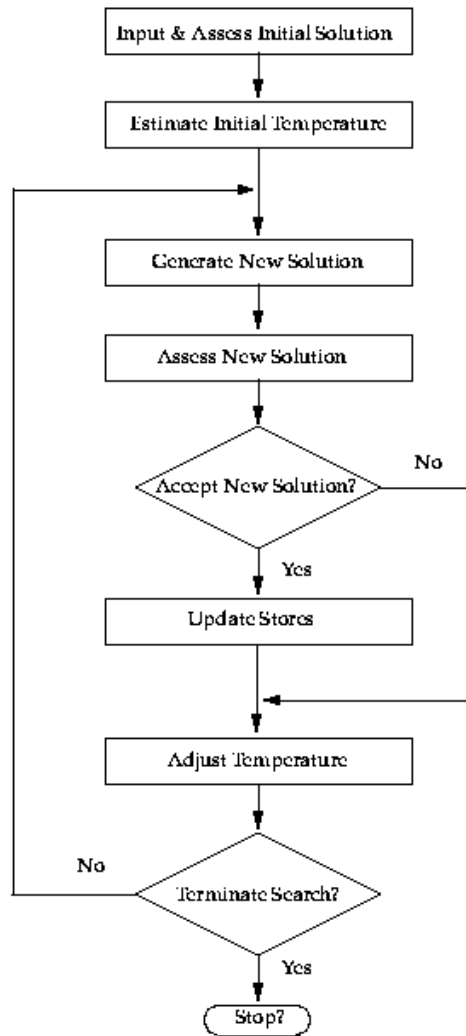 Input & Assess Initial Solution
Estimate Initial Temperature
Generate New Solution
Assess New Solution
Accept New Solution?
No
Yes
Update Stores
Adjust Temperature
No
Terminate Search?
Yes
Stop?